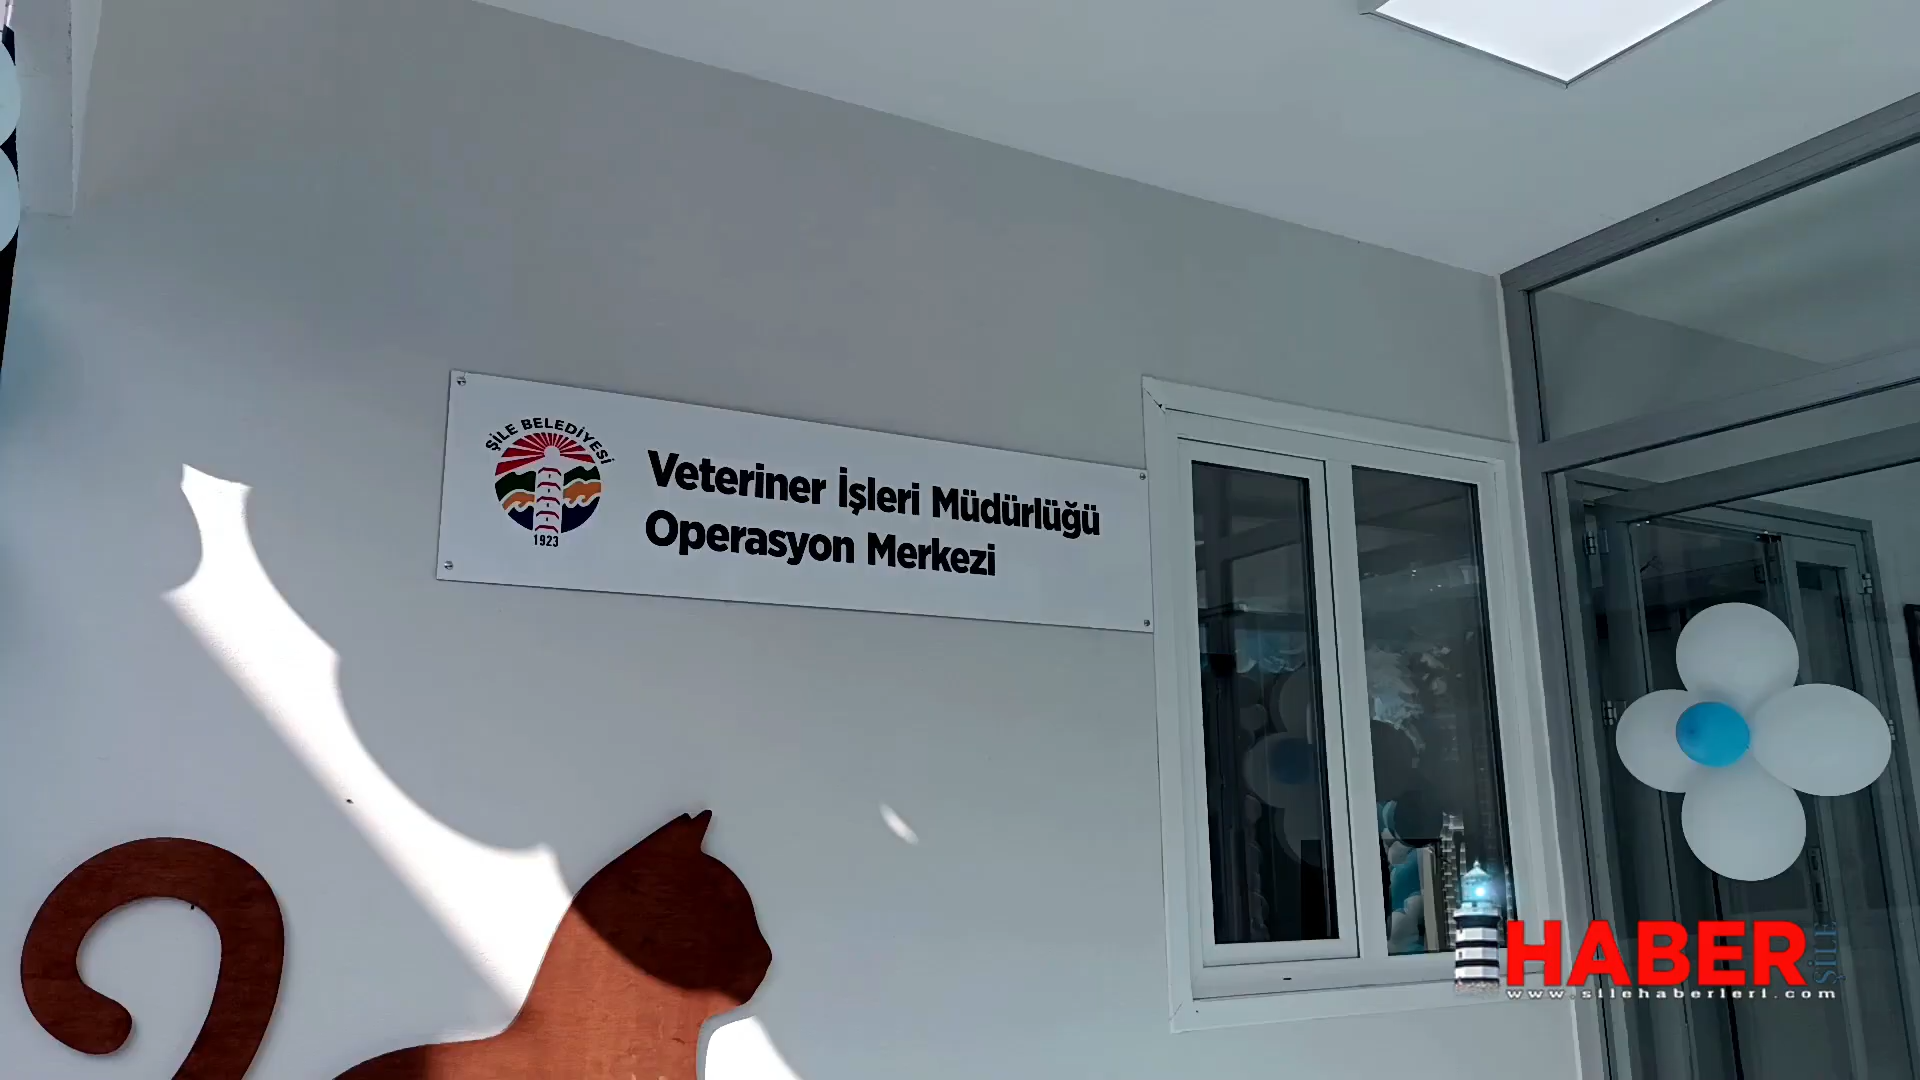 ŞİLE BELEDİYESİ
1923
Veteriner İşleri Müdürlüğü
Operasyon Merkezi
HABER
ŞİLE
www.silehaberleri.com